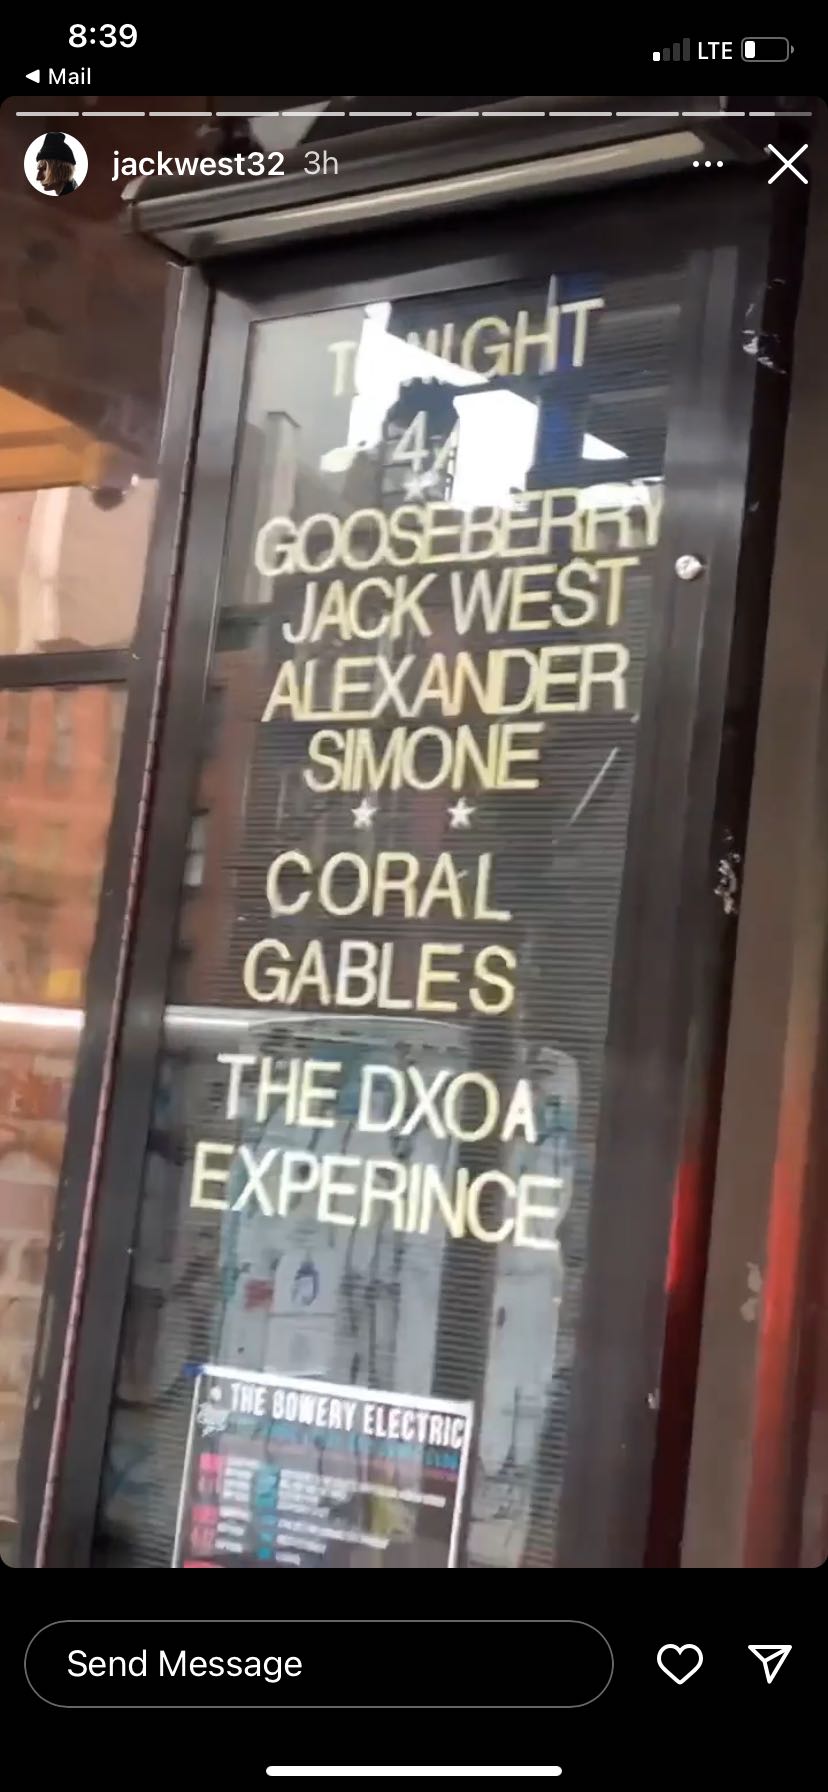 8:39
LTE
◀ Mail
jackwest32 3h
GOOSEBERRY
JACK WEST
ALEXANDER
SIMONE
CORAL
GABLES
THE DXOA
EXPERINCE
THE BOWERY ELECTRIC
Send Message